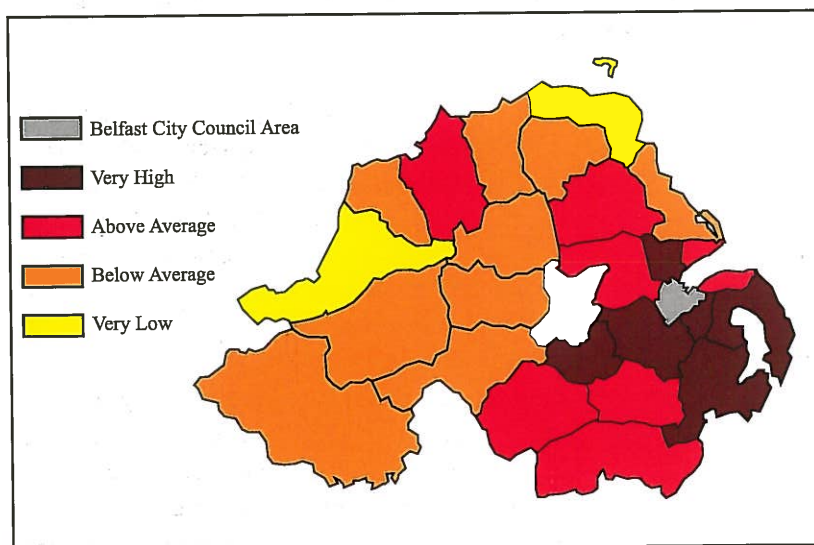 Belfast City Council Area
Very High
Above Average
Below Average
Very Low